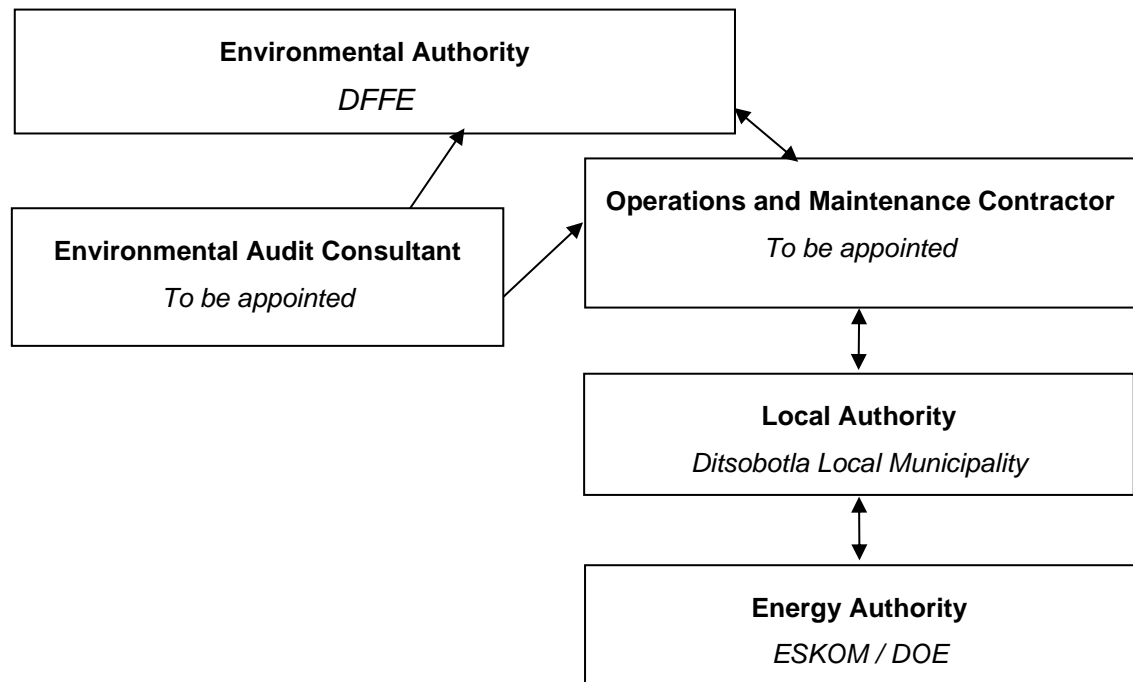 Environmental Authority
DFFE
Operations and Maintenance Contractor
To be appointed
Environmental Audit Consultant
To be appointed
Local Authority
Ditsobotla Local Municipality
Energy Authority
ESKOM / DOE